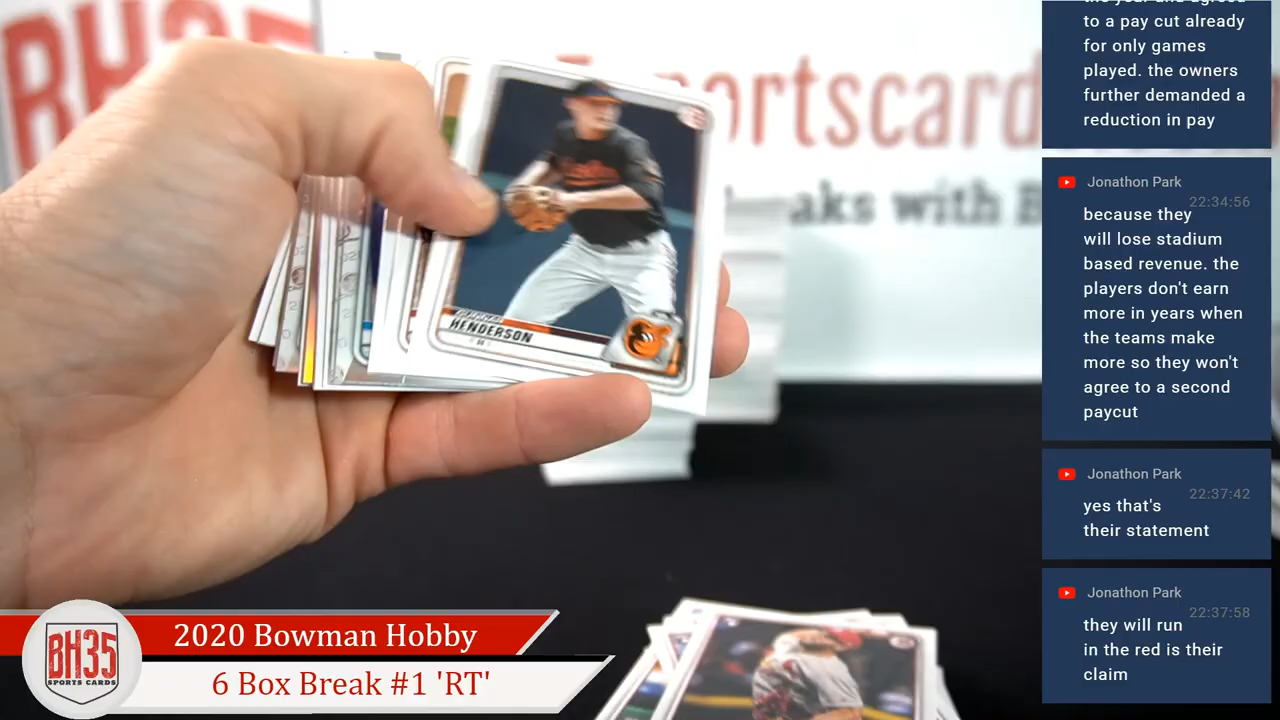 BH35
ortscard
aks with B
HENDERSON
2020 Bowman Hobby
6 Box Break #1 'RT'
BH35
SPORTS CARDS
to a pay cut already
for only games
played. the owners
further demanded a
reduction in pay
Jonathon Park
22:34:56
because they
will lose stadium
based revenue. the
players don't earn
more in years when
the teams make
more so they won't
agree to a second
paycut
Jonathon Park
22:37:42
yes that's
their statement
Jonathon Park
22:37:58
they will run
in the red is their
claim